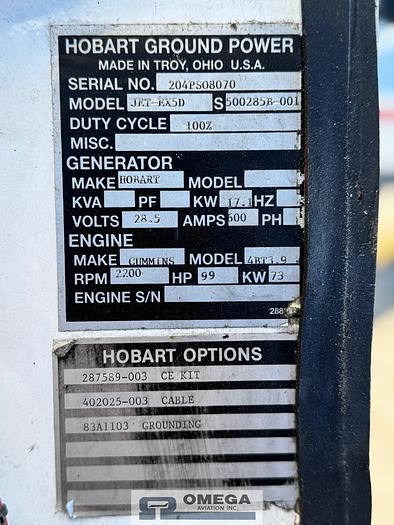 HOBART GROUND POWER
MADE IN TROY, OHIO U.S.A.
SERIAL NO. 204PS08070
MODEL JET-EX5D S 500285B-001
DUTY CYCLE 100%
MISC.
GENERATOR
MAKE HOBART MODEL
KVA PF KW 17.1 HZ
VOLTS 28.5 AMPS 600 PH
ENGINE
MAKE CUMMINS MODEL 4BT3.9
RPM 2200 HP 99 KW 73
ENGINE S/N
HOBART OPTIONS
287589-003 CE KIT
402025-003 CABLE
83A1103 GROUNDING
OMEGA
AVIATION INC.